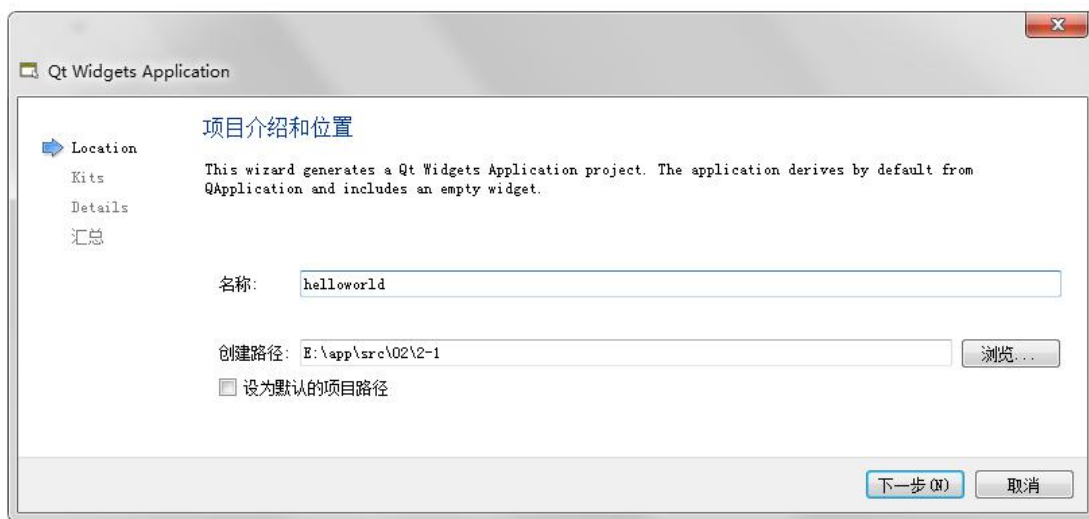 Qt Widgets Application
Location
Kits
Details
汇总
项目介绍和位置
This wizard generates a Qt Widgets Application project. The application derives by default from
QApplication and includes an empty widget.
名称:
helloworld
创建路径:
E:\app\src\02\2-1
浏览...
设为默认的项目路径
下一步(N)
取消